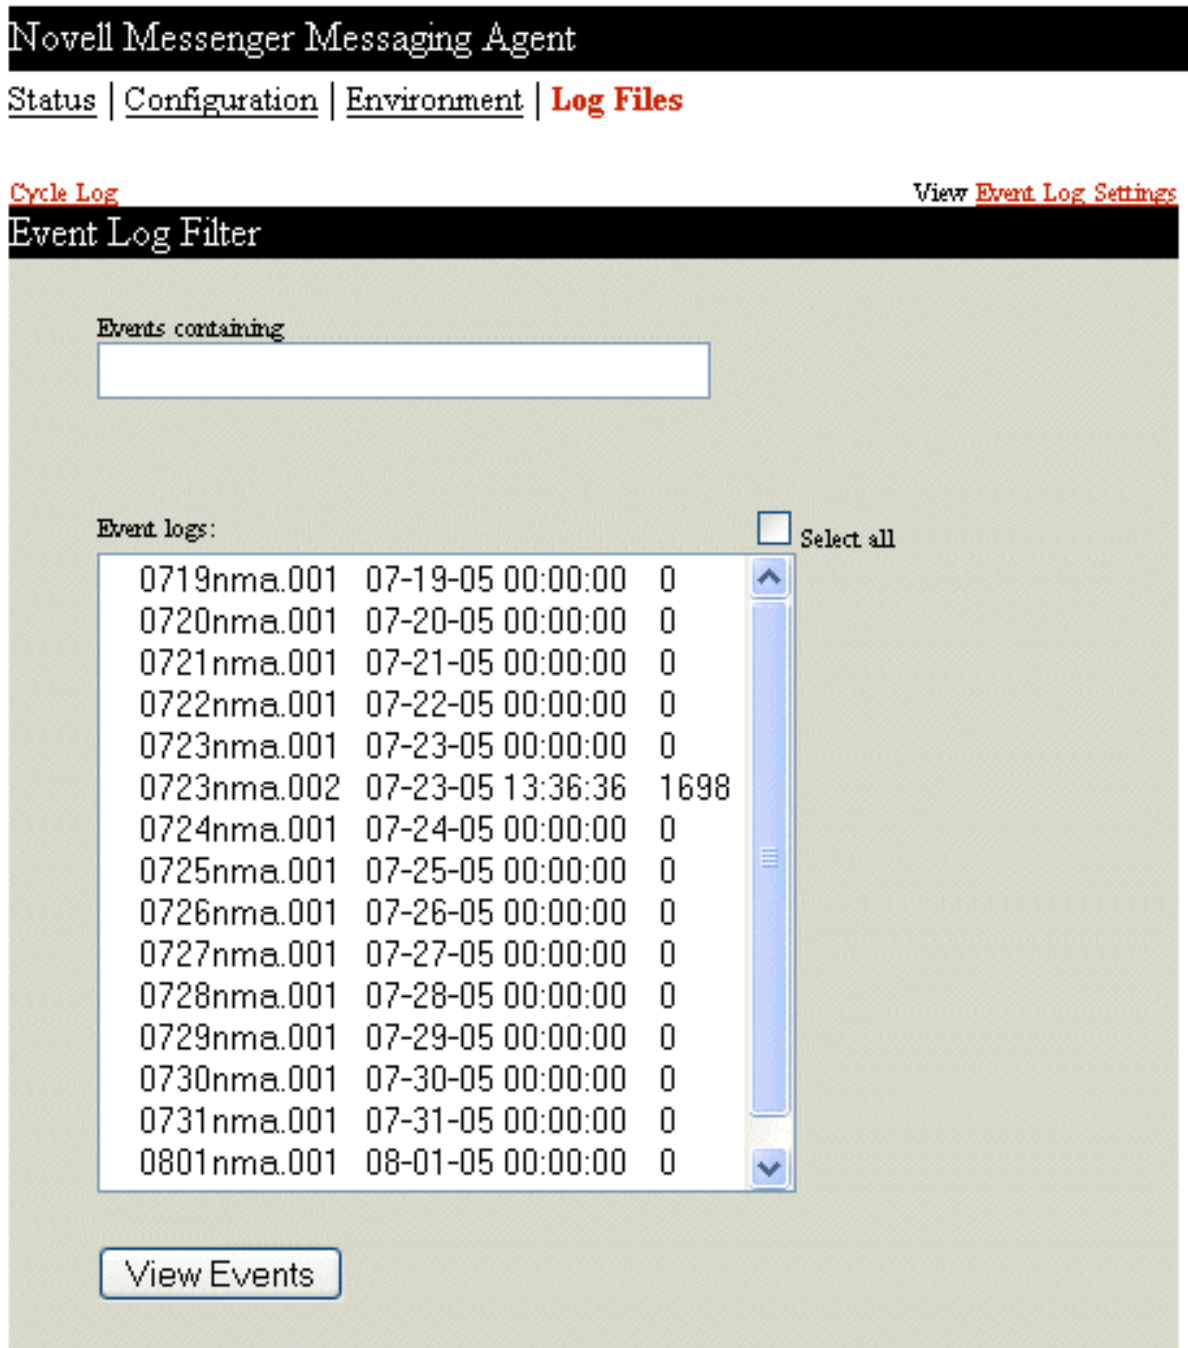 Novell Messenger Messaging Agent
Status | Configuration | Environment | Log Files
Cycle Log View Event Log Settings
Event Log Filter
Events containing
Event logs: Select all
0719nma.001 07-19-05 00:00:00 0
0720nma.001 07-20-05 00:00:00 0
0721nma.001 07-21-05 00:00:00 0
0722nma.001 07-22-05 00:00:00 0
0723nma.001 07-23-05 00:00:00 0
0723nma.002 07-23-05 13:36:36 1698
0724nma.001 07-24-05 00:00:00 0
0725nma.001 07-25-05 00:00:00 0
0726nma.001 07-26-05 00:00:00 0
0727nma.001 07-27-05 00:00:00 0
0728nma.001 07-28-05 00:00:00 0
0729nma.001 07-29-05 00:00:00 0
0730nma.001 07-30-05 00:00:00 0
0731nma.001 07-31-05 00:00:00 0
0801nma.001 08-01-05 00:00:00 0
View Events